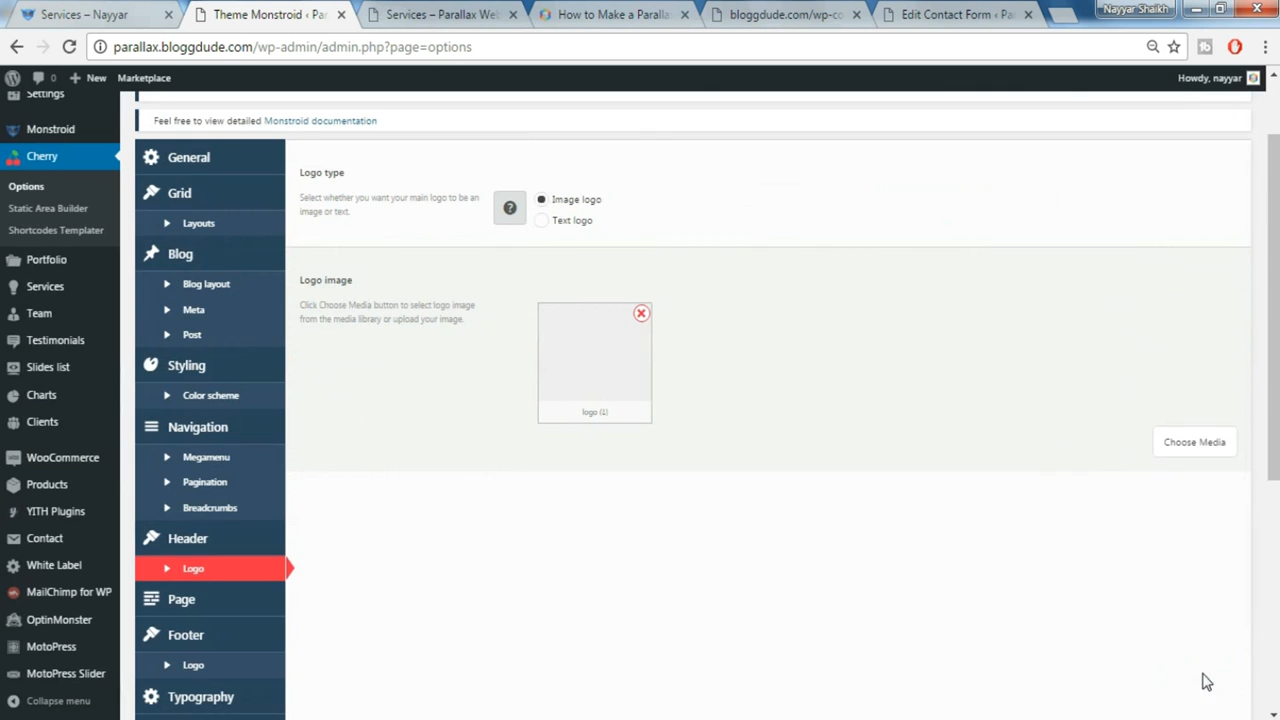 Services – Nayyar
Theme Monstroid ‹ Par
Services – Parallax Web
How to Make a Paralla
bloggdude.com/wp-co
Edit Contact Form ‹ Pa
Nayyar Shaikh
parallax.bloggdude.com/wp-admin/admin.php?page=options
0
New
Marketplace
Howdy, nayyar
Settings
Monstroid
Cherry
Options
Static Area Builder
Shortcodes Templater
Portfolio
Services
Team
Testimonials
Slides list
Charts
Clients
WooCommerce
Products
YITH Plugins
Contact
White Label
MailChimp for WP
OptinMonster
MotoPress
MotoPress Slider
Collapse menu
Feel free to view detailed Monstroid documentation
General
Grid
Layouts
Blog
Blog layout
Meta
Post
Styling
Color scheme
Navigation
Megamenu
Pagination
Breadcrumbs
Header
Logo
Page
Footer
Logo
Typography
Logo type
Select whether you want your main logo to be an
image or text.
?
Image logo
Text logo
Logo image
Click Choose Media button to select logo image
from the media library or upload your image.
logo (1)
Choose Media